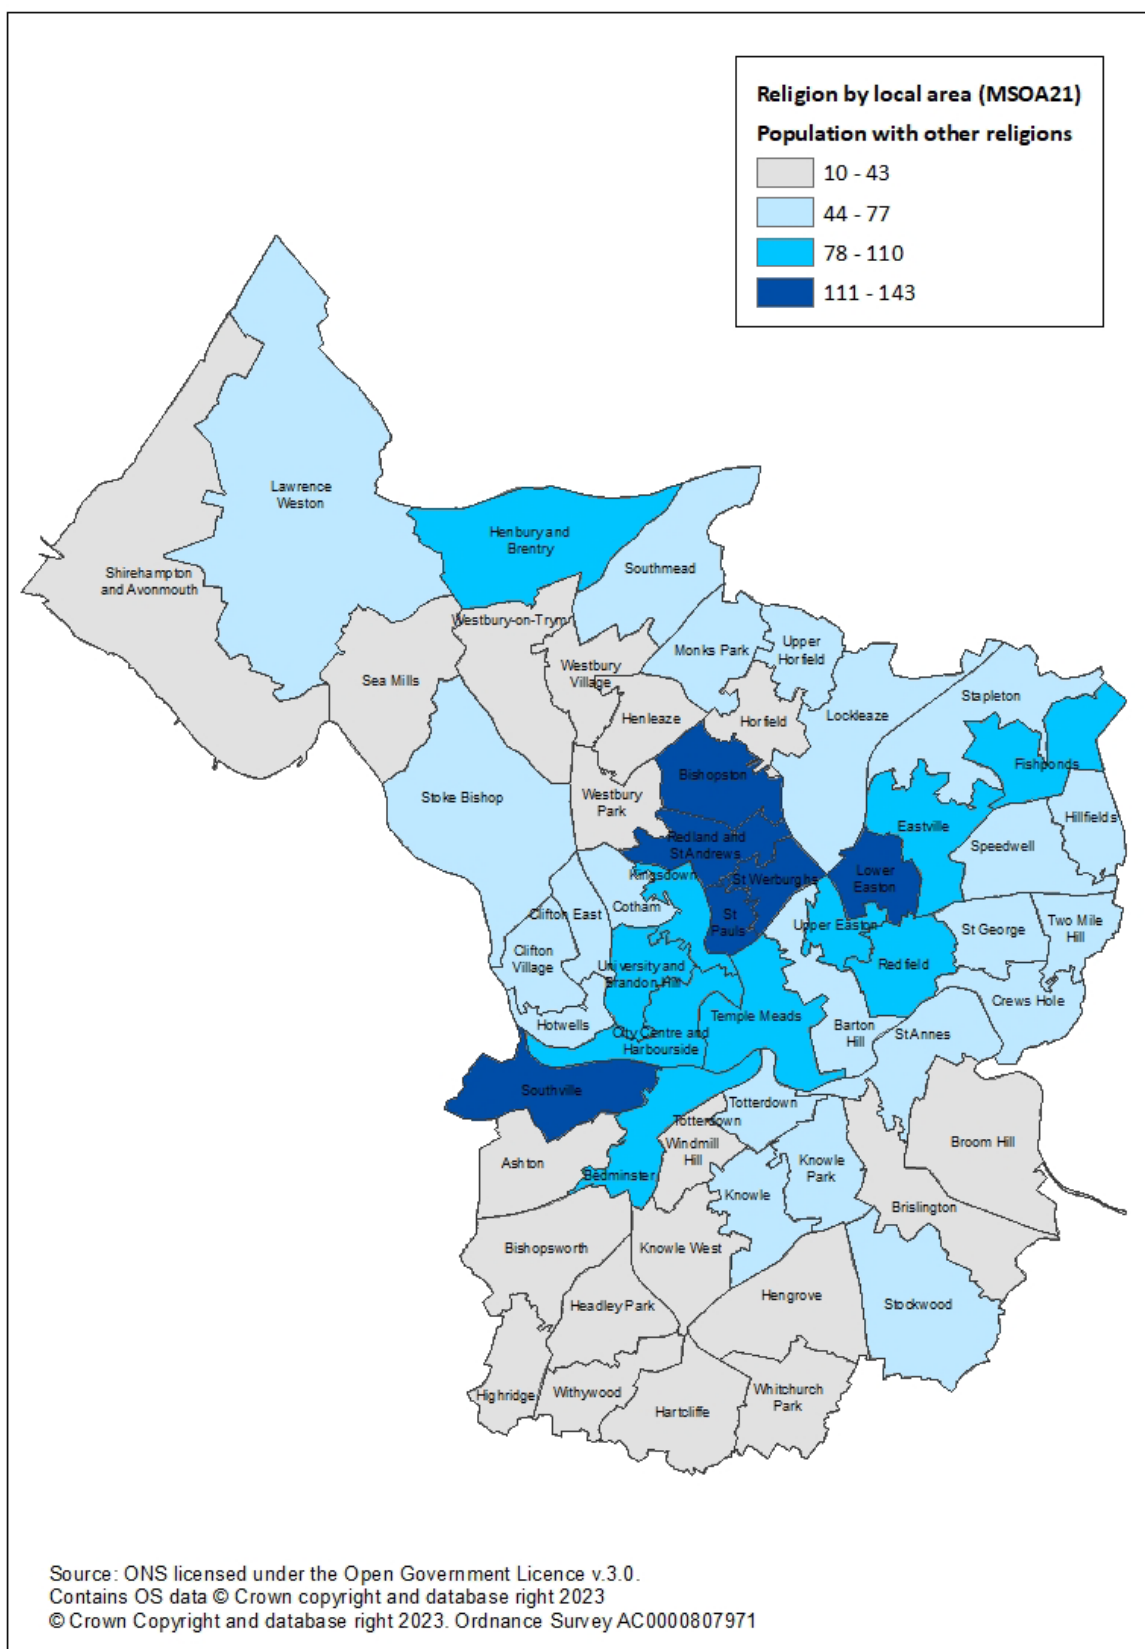 Religion by local area (MSOA21)
Population with other religions
10 - 43
44 - 77
78 - 110
111 - 143
Lawrence
Weston
Henbury and
Brentry
Shirehampton
and Avonmouth
Southmead
Westbury-on-Trym
Monks Park
Upper
Horfield
Westbury
Village
Sea Mills
Stapleton
Henleaze
Horfield
Lockleaze
Fishponds
Bishopston
Stoke Bishop
Westbury
Park
Hillfields
Eastville
Redland and
St Andrews
Speedwell
Kingsdown
St Werburghs
Lower
Easton
Cotham
Clifton East
St
Pauls
Upper Easton
St George
Two Mile
Hill
Clifton
Village
University and
Brandon Hill
Redfield
Crews Hole
Hotwells
City Centre and
Harbourside
Temple Meads
Barton
Hill
St Annes
Southville
Totterdown
Totterdown
Windmill
Hill
Broom Hill
Ashton
Bedminster
Knowle
Park
Knowle
Brislington
Bishopsworth
Knowle West
Headley Park
Hengrove
Stockwood
Highridge
Withywood
Hartcliffe
Whitchurch
Park
Source: ONS licensed under the Open Government Licence v.3.0.
Contains OS data © Crown copyright and database right 2023
© Crown Copyright and database right 2023. Ordnance Survey AC0000807971